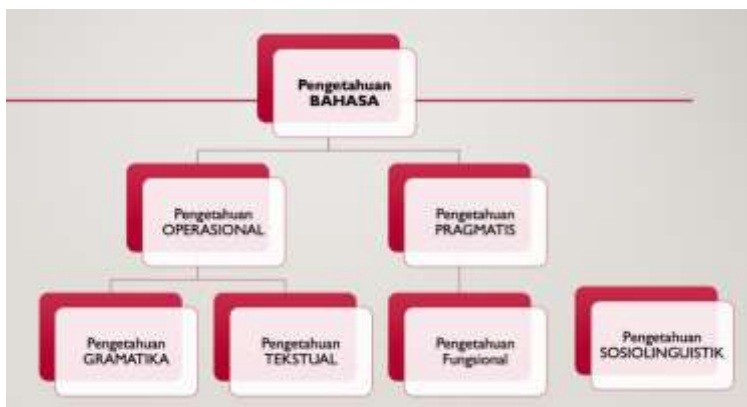 Pengetahuan
BAHASA
Pengetahuan
OPERASIONAL
Pengetahuan
PRAGMATIS
Pengetahuan
GRAMATIKA
Pengetahuan
TEKSTUAL
Pengetahuan
Fungsional
Pengetahuan
SOSIOLINGUISTIK